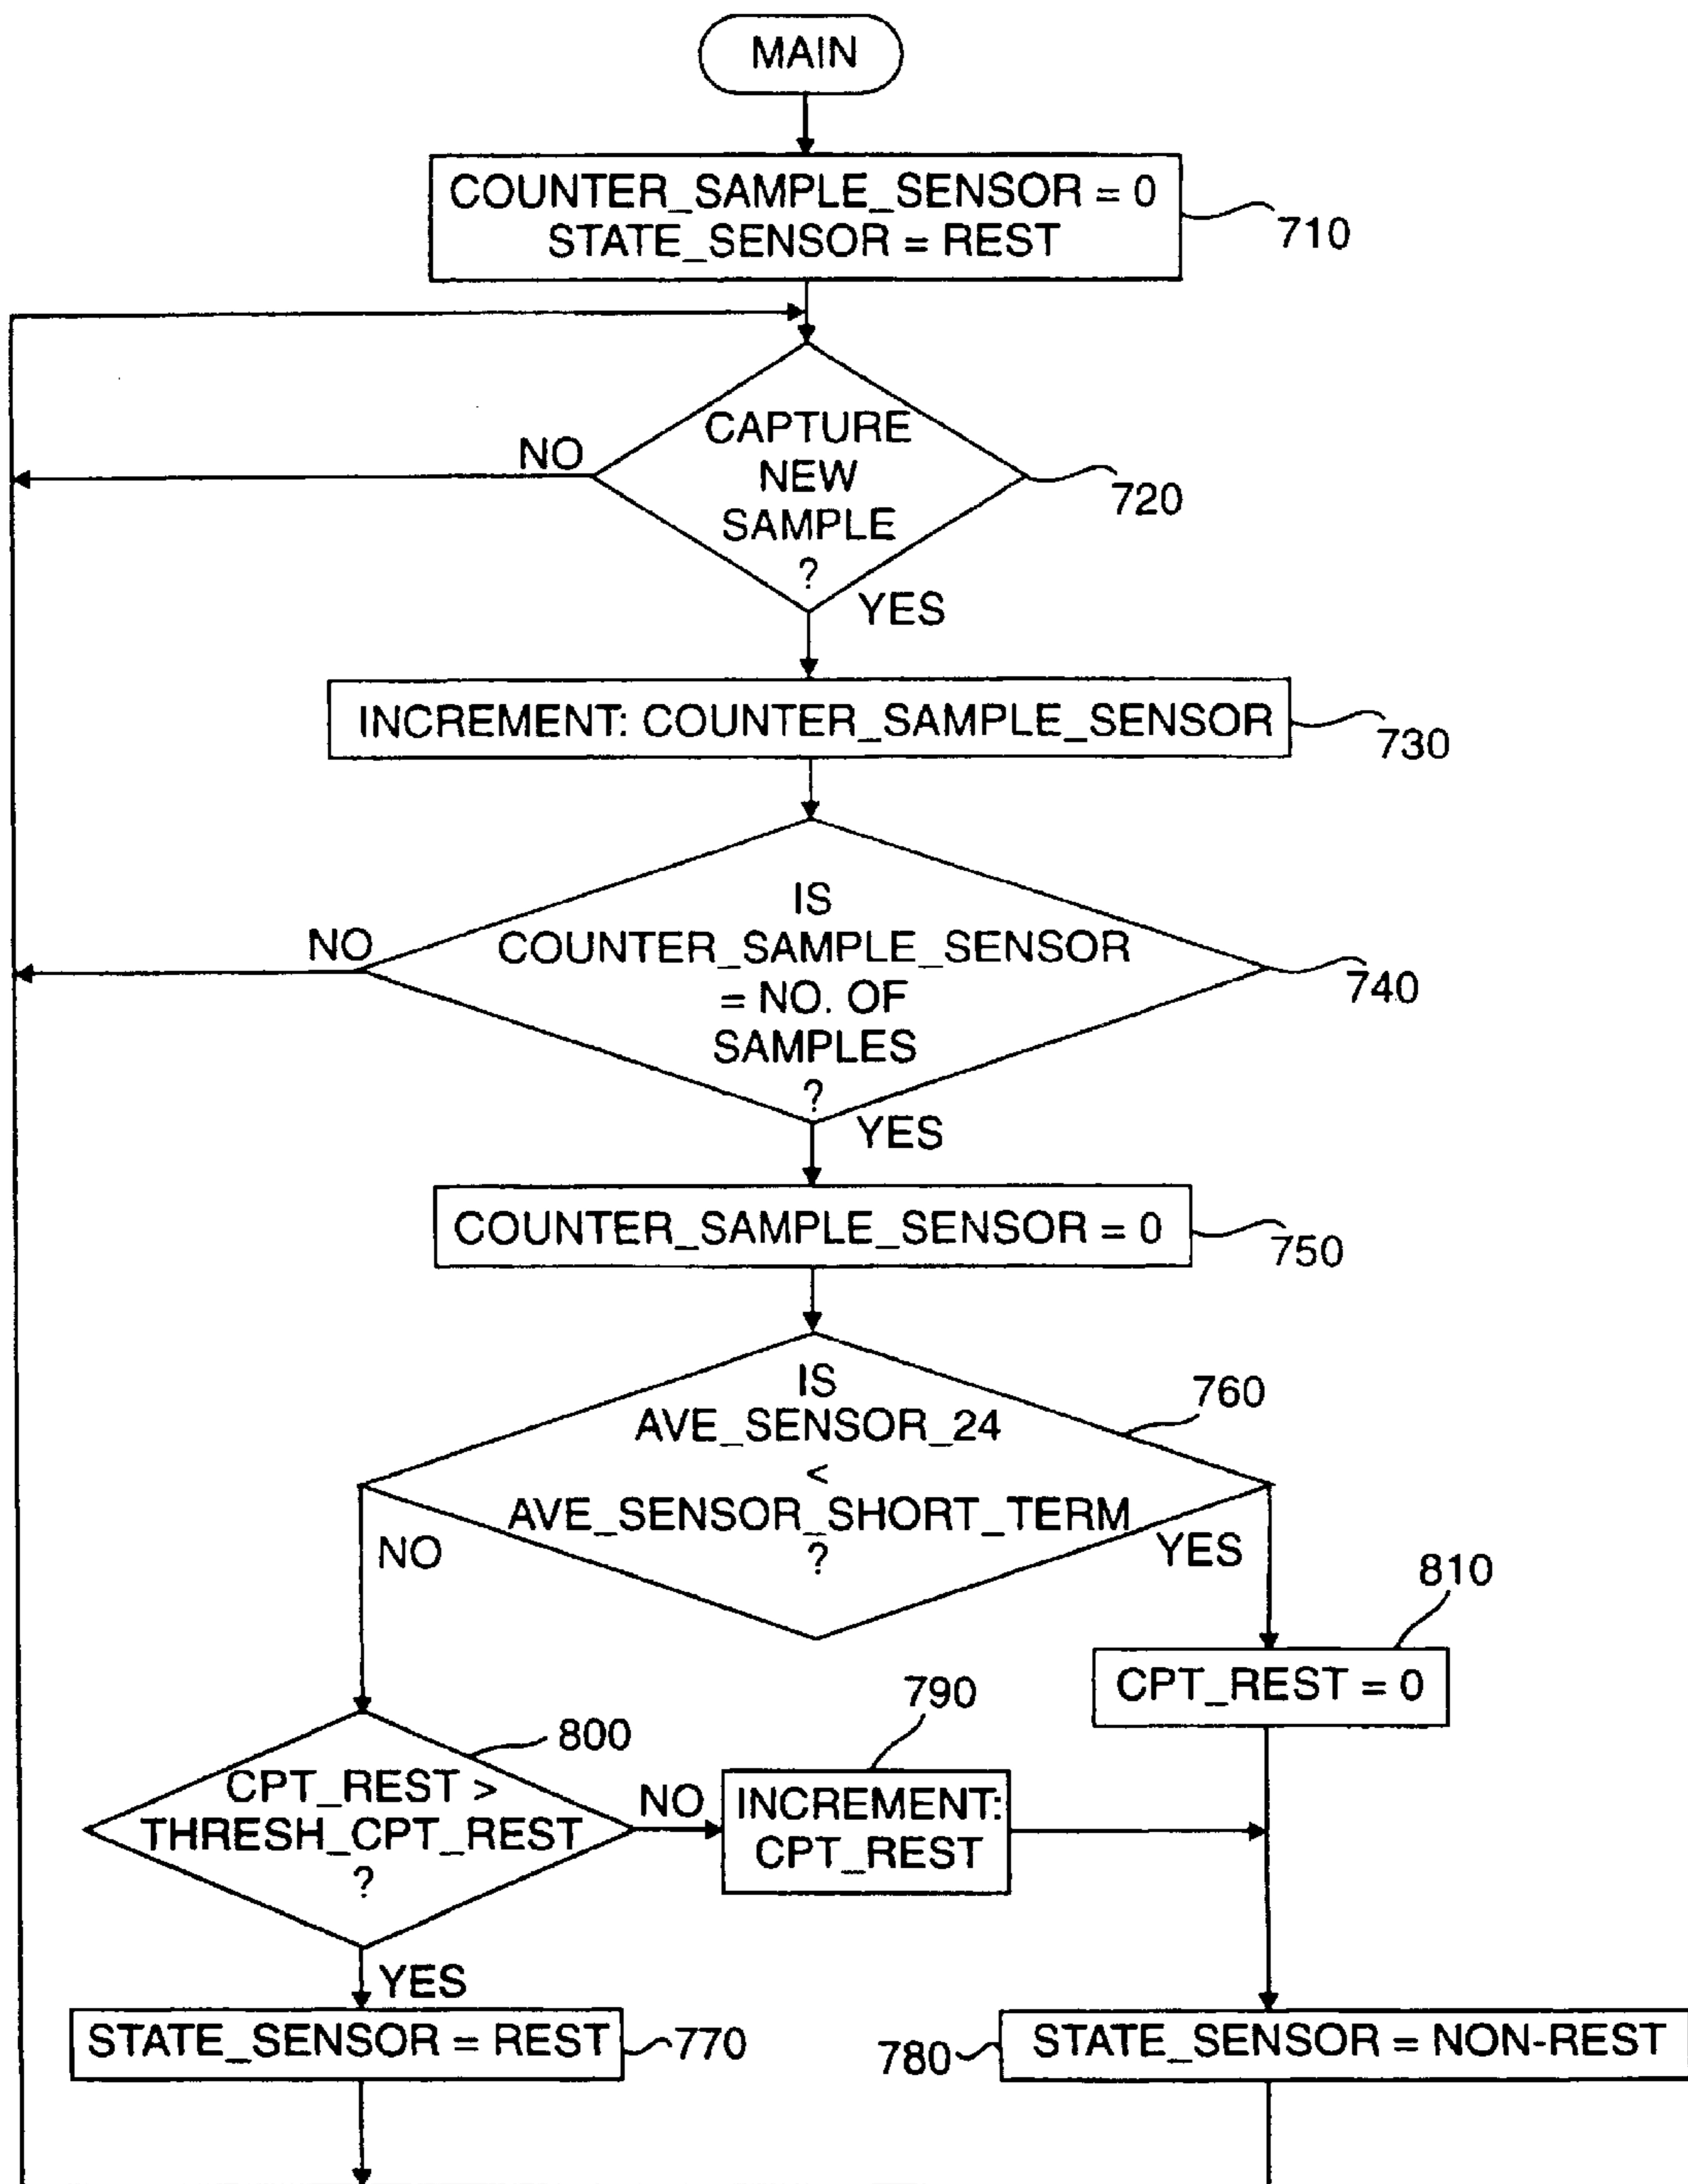 MAIN
COUNTER_SAMPLE_SENSOR = 0
STATE_SENSOR = REST
710
CAPTURE
NEW
SAMPLE
?
NO
720
YES
INCREMENT: COUNTER_SAMPLE_SENSOR
730
IS
COUNTER_SAMPLE_SENSOR
= NO. OF
SAMPLES
?
NO
740
YES
COUNTER_SAMPLE_SENSOR = 0
750
IS
AVE_SENSOR_24
<
AVE_SENSOR_SHORT_TERM
?
760
NO
YES
810
CPT_REST = 0
790
800
CPT_REST >
THRESH_CPT_REST
?
NO
INCREMENT:
CPT_REST
YES
STATE_SENSOR = REST
770
780
STATE_SENSOR = NON-REST